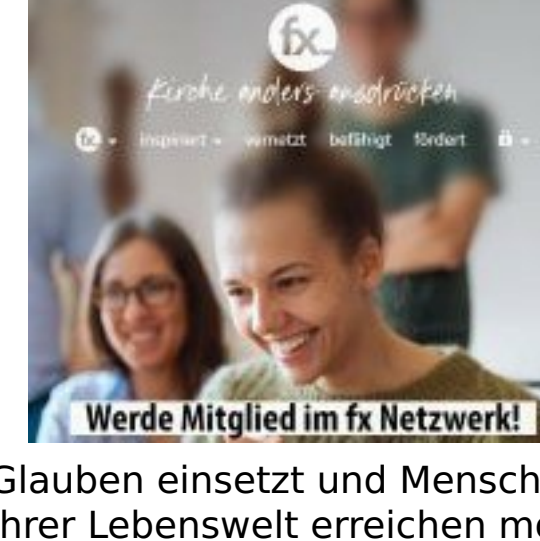 fx
Kirche anders ausdrücken
fx inspiriert vernetzt befähigt fördert
Werde Mitglied im fx Netzwerk!
Glauben einsetzt und Mensch
hrer Lebenswelt erreichen m